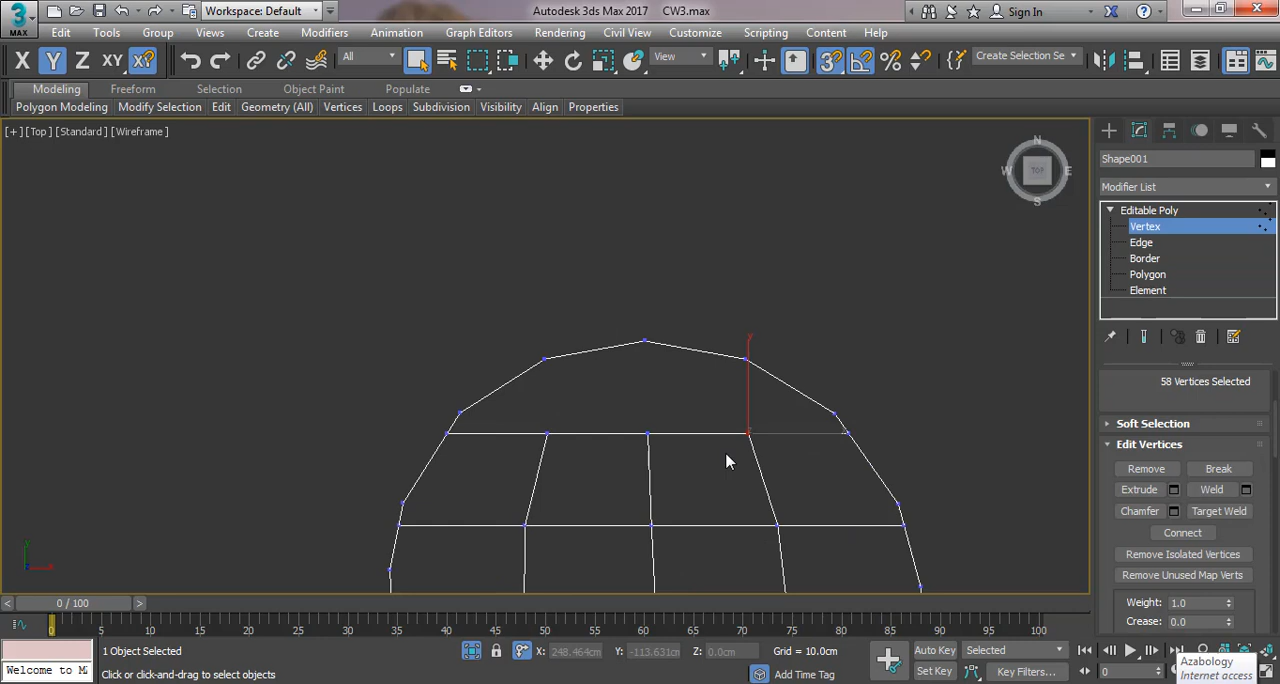 3 MAX Workspace: Default Autodesk 3ds Max 2017 CW3.max Sign In
Edit Tools Group Views Create Modifiers Animation Graph Editors Rendering Civil View Customize Scripting Content Help
X Y Z XY X? All View 3 % Create Selection Se
Modeling Freeform Selection Object Paint Populate
Polygon Modeling Modify Selection Edit Geometry (All) Vertices Loops Subdivision Visibility Align Properties
[+] [Top] [Standard] [Wireframe]
N
W TOP E
S
Shape001
Modifier List
Editable Poly
Vertex
Edge
Border
Polygon
Element
58 Vertices Selected
Soft Selection
Edit Vertices
Remove Break
Extrude Weld
Chamfer Target Weld
Connect
Remove Isolated Vertices
Remove Unused Map Verts
Weight: 1.0
Crease: 0.0
< 0 / 100 >
0 5 10 15 20 25 30 35 40 45 50 55 60 65 70 75 80 85 90 95 100
1 Object Selected X: 248.464cm Y: -113.631cm Z: 0.0cm Grid = 10.0cm Auto Key Selected
Welcome to M Click or click-and-drag to select objects Add Time Tag Set Key Key Filters... 0
Azabology
Internet access